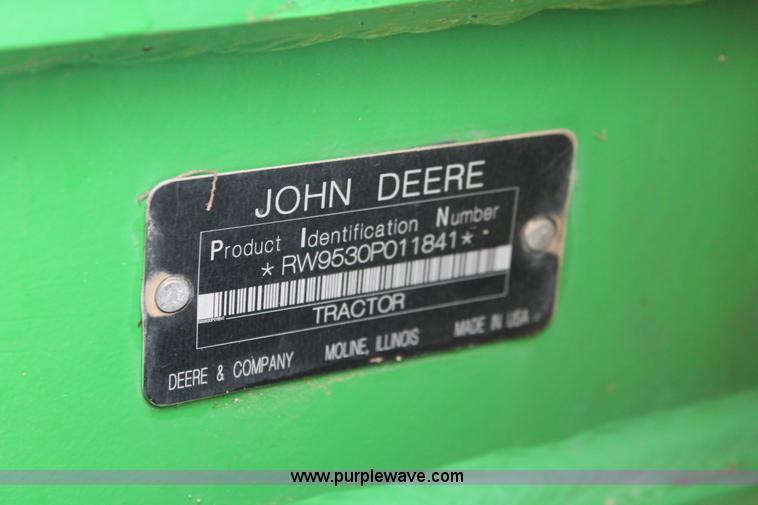 JOHN DEERE
Product Identification Number
*RW9530P011841*
TRACTOR
DEERE & COMPANY MOLINE, ILLINOIS MADE IN USA
www.purplewave.com